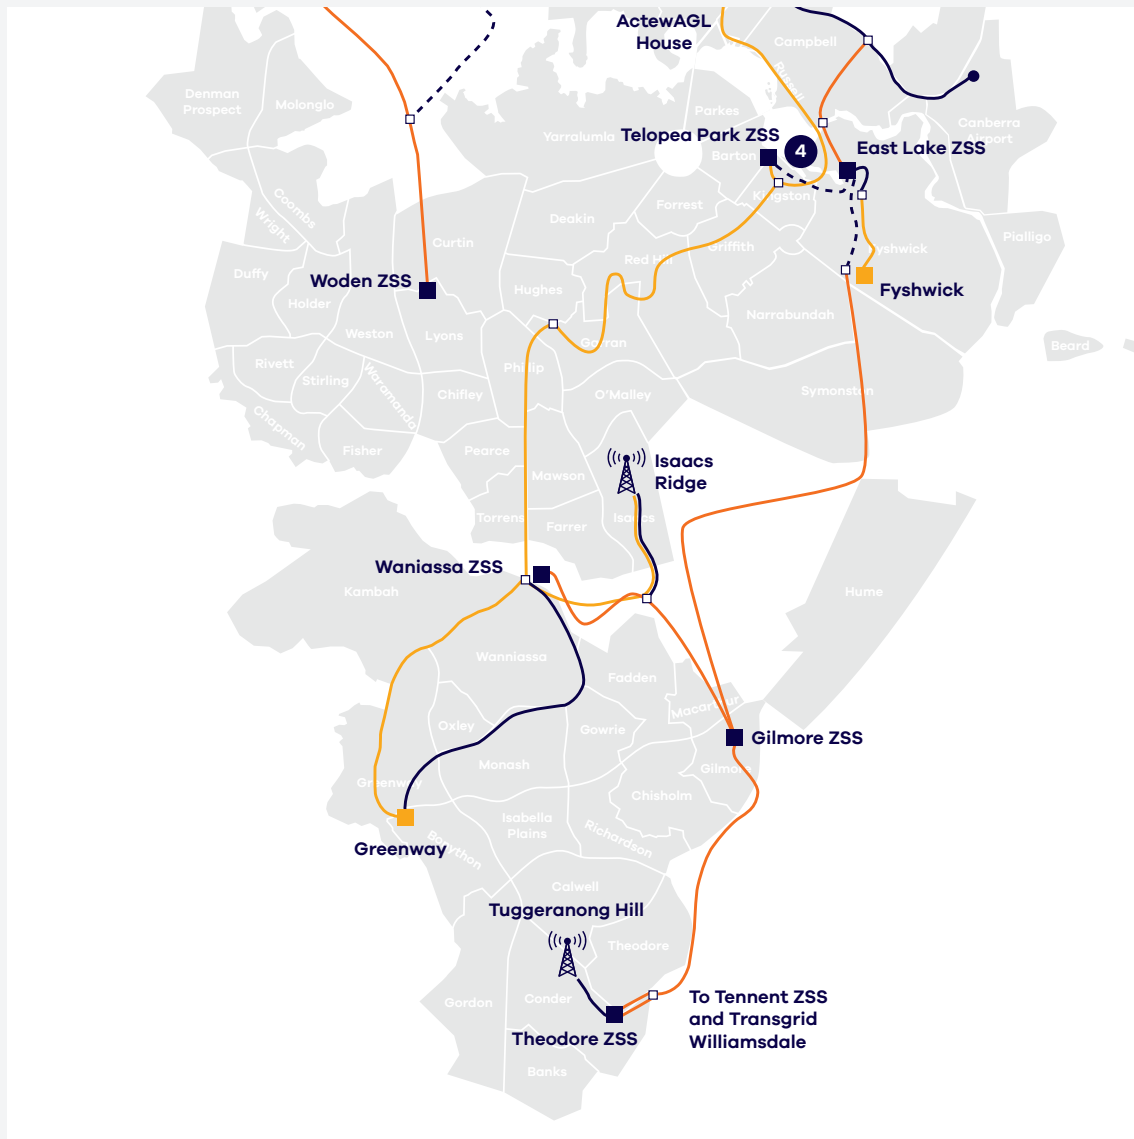 ActewAGL
House
Campbell
Russell
Denman
Prospect
Molonglo
Parkes
Canberra
Airport
Yarralumla
Telopea Park ZSS
4
East Lake ZSS
Barton
Kingston
Coombs
Wright
Forrest
Deakin
Curtin
Griffith
Fyshwick
Pialligo
Red Hill
Duffy
Woden ZSS
Hughes
Fyshwick
Holder
Narrabundah
Weston
Lyons
Garran
Beard
Rivett
Phillip
Stirling
Waramanda
Chifley
O'Malley
Symonston
Chapman
Fisher
Pearce
Isaacs
Ridge
Mawson
Torrens
Farrer
Isaacs
Waniassa ZSS
Kambah
Hume
Wanniassa
Fadden
Macarthur
Oxley
Gowrie
Gilmore ZSS
Monash
Gilmore
Greenway
Chisholm
Isabella
Plains
Richardson
Bonython
Greenway
Calwell
Tuggeranong Hill
Theodore
Gordon
Conder
To Tennent ZSS
and Transgrid
Williamsdale
Theodore ZSS
Banks